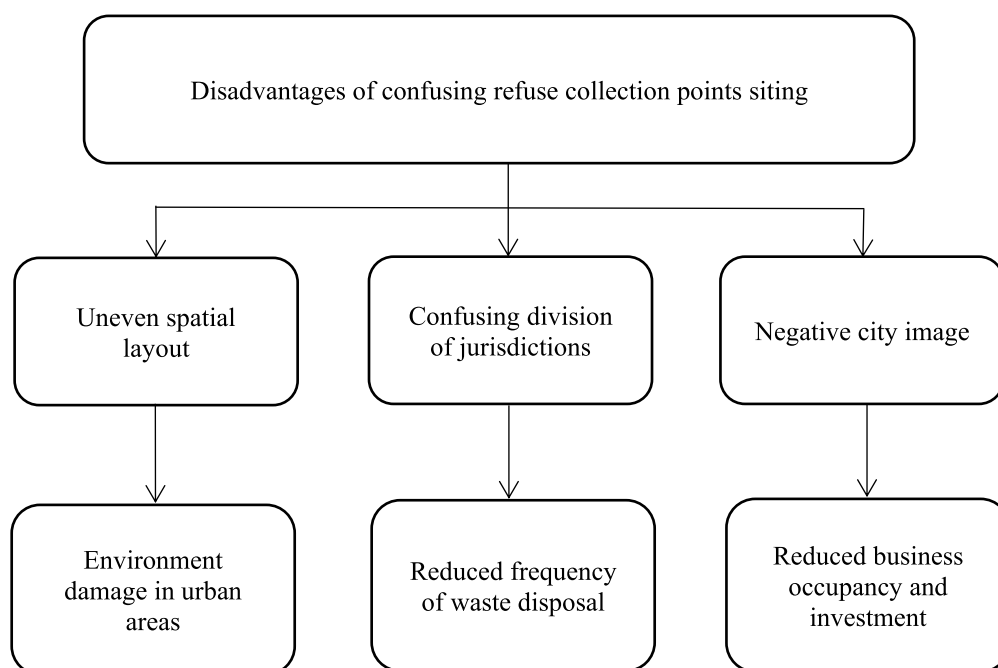 Disadvantages of confusing refuse collection points siting
Uneven spatial
layout
Confusing division
of jurisdictions
Negative city image
Environment
damage in urban
areas
Reduced frequency
of waste disposal
Reduced business
occupancy and
investment